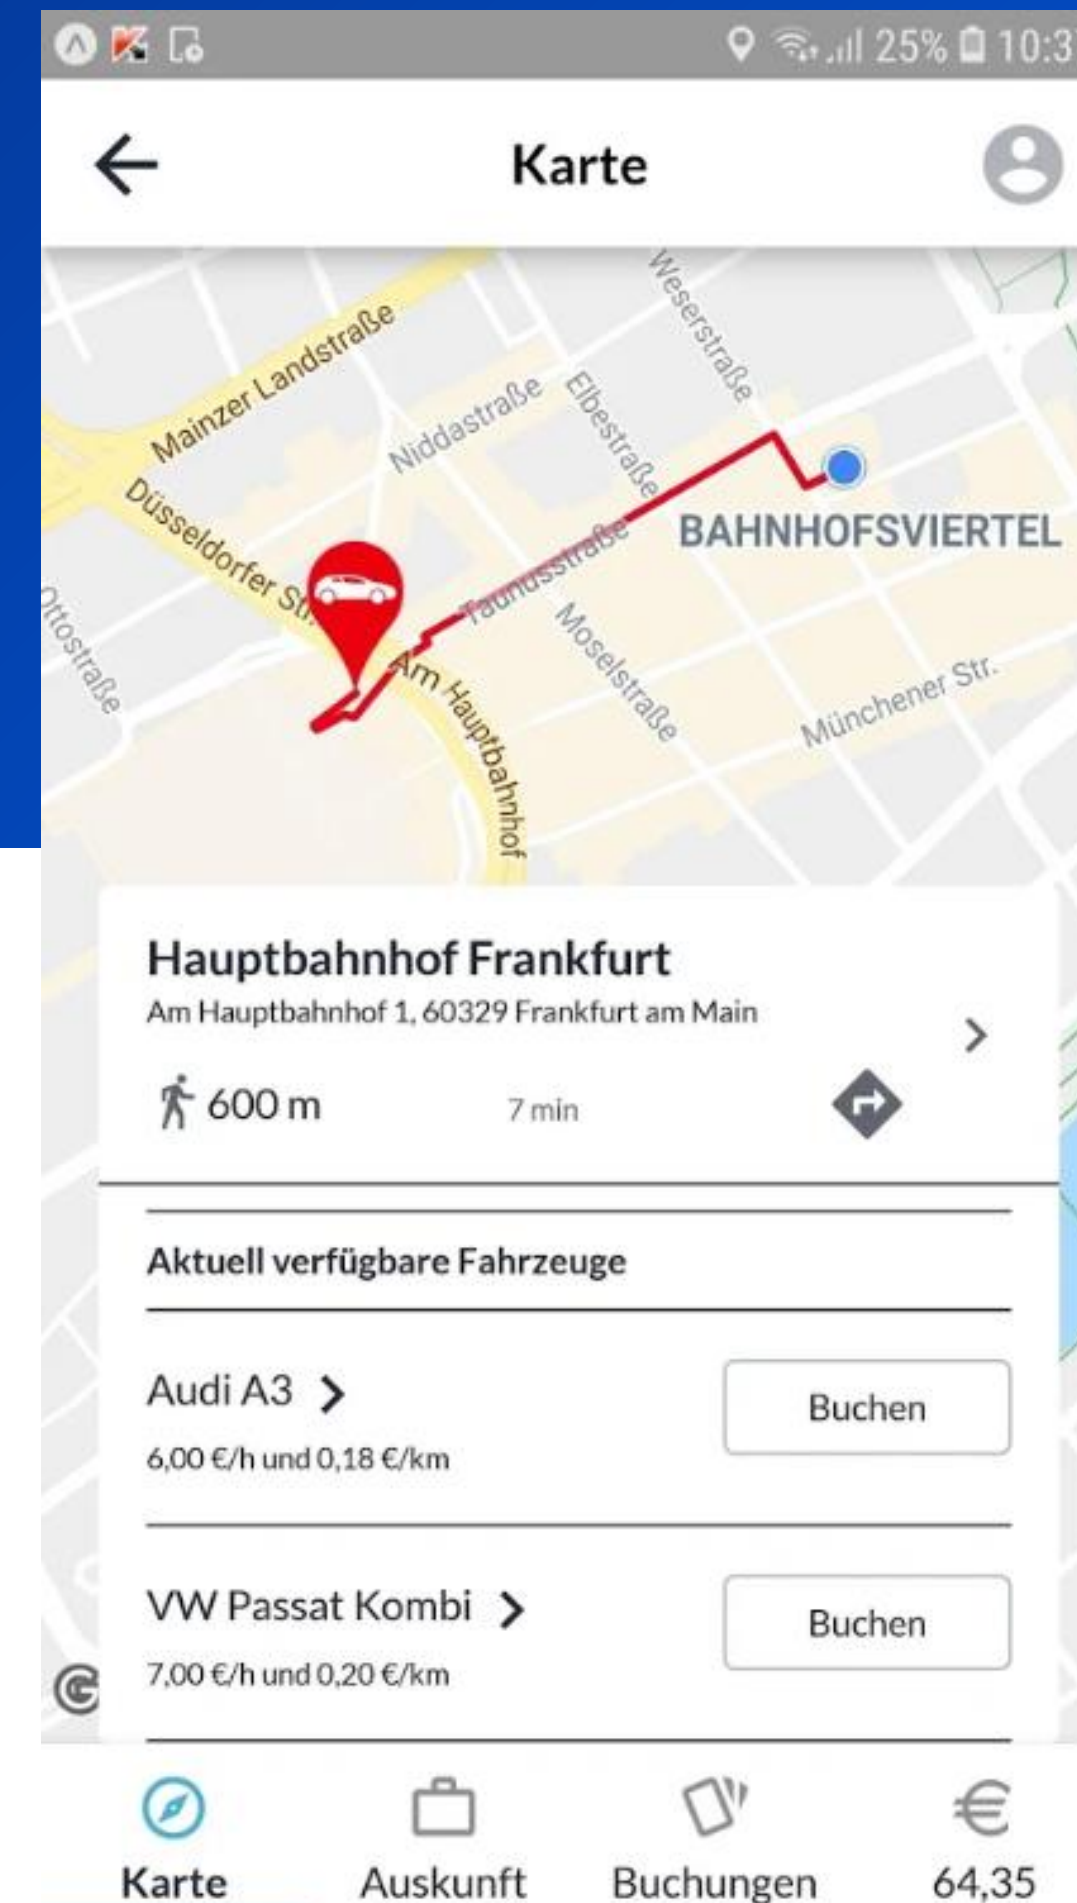 25% 10:3
Karte
Weserstraße
Mainzer Landstraße
Niddastraße
Elbestraße
Düsseldorfer Str.
BAHNHOFSVIERTEL
Taunusstraße
Ottostraße
Moselstraße
Am Hauptbahnhof
Münchener Str.
Hauptbahnhof Frankfurt
Am Hauptbahnhof 1, 60329 Frankfurt am Main
600 m 7 min
Aktuell verfügbare Fahrzeuge
Audi A3 Buchen
6,00 €/h und 0,18 €/km
VW Passat Kombi Buchen
7,00 €/h und 0,20 €/km
G
€
Karte Auskunft Buchungen 64,35